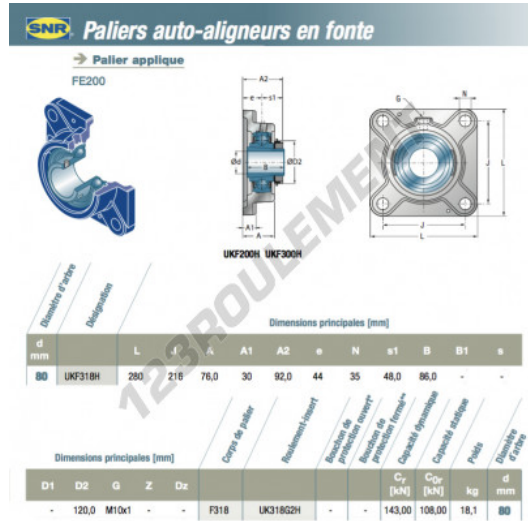 SNR Paliers auto-aligneurs en fonte
Palier applique
FE200
A2
e s1
N
G
Ød
B
ØD2
J
L
A1
A
J
L
UKF200H UKF300H
123ROULEMENT
Diamètre d'arbre
Désignation
Dimensions principales [mm]
d mm L J A A1 A2 e N s1 B B1 s
80 UKF318H 280 216 76,0 30 92,0 44 35 48,0 86,0 - - 
Dimensions principales [mm]
Corps de palier
Roulement-insert
Bouchon de protection ouvert*
Bouchon de protection fermé**
Capacité dynamique
Capacité statique
Poids
Diamètre d'arbre
D1 D2 G Z Dz Cr [kN] C0r [kN] kg d mm
- 120,0 M10x1 - - F318 UK318G2H - - 143,00 108,00 18,1 80